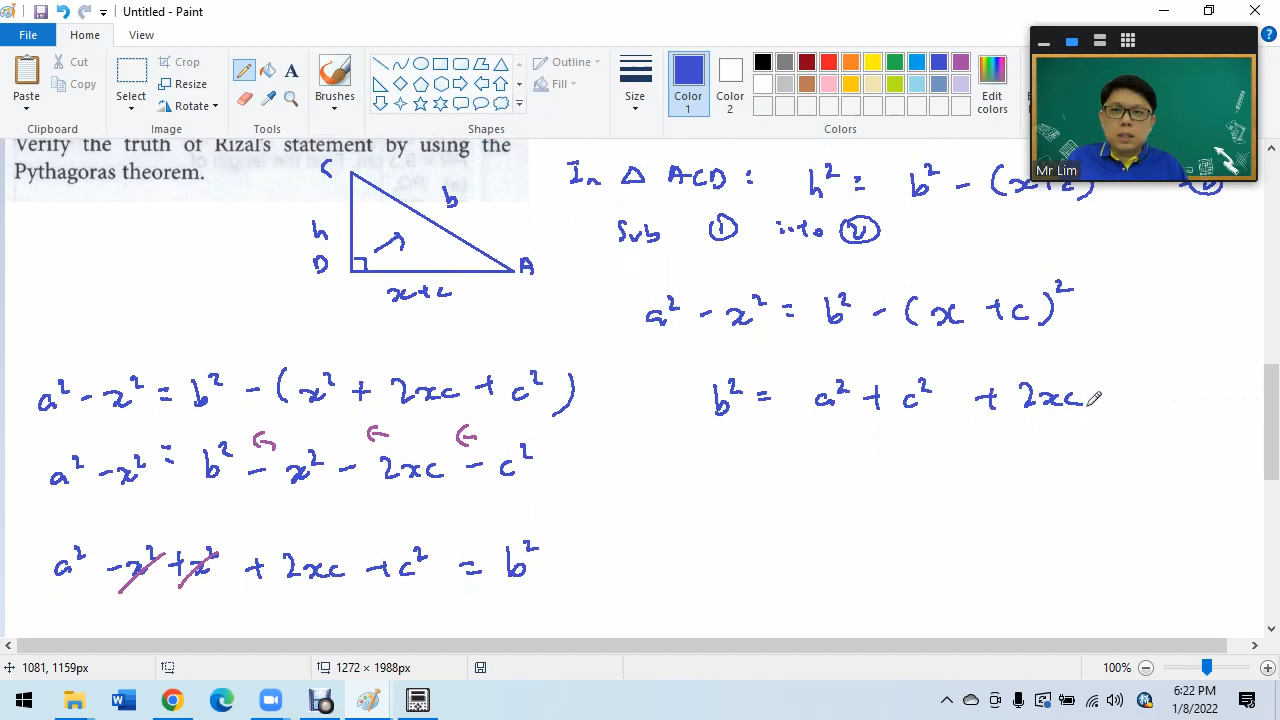 Untitled - Paint
File Home View
Paste
Cut
Copy
Clipboard
Select
Crop
Resize
Rotate
Image
A
Tools
Brushes
Shapes
Outline
Fill
Size
Color 1
Color 2
Edit colors
Colors
Mr Lim
Verify the truth of Rizal's statement by using the
Pythagoras theorem.
C
b
h
D
A
x+c
In △ ACD : h² = b² - (x+c)
Sub ① into ②
a² - x² = b² - (x + c)²
b² = a² + c² + 2xc
a² - x² = b² - (x² + 2xc + c²)
a² - x² = b² - x² - 2xc - c²
a² - x² + x² + 2xc + c² = b²
1081, 1159px
1272 × 1988px
100%
6:22 PM
1/8/2022